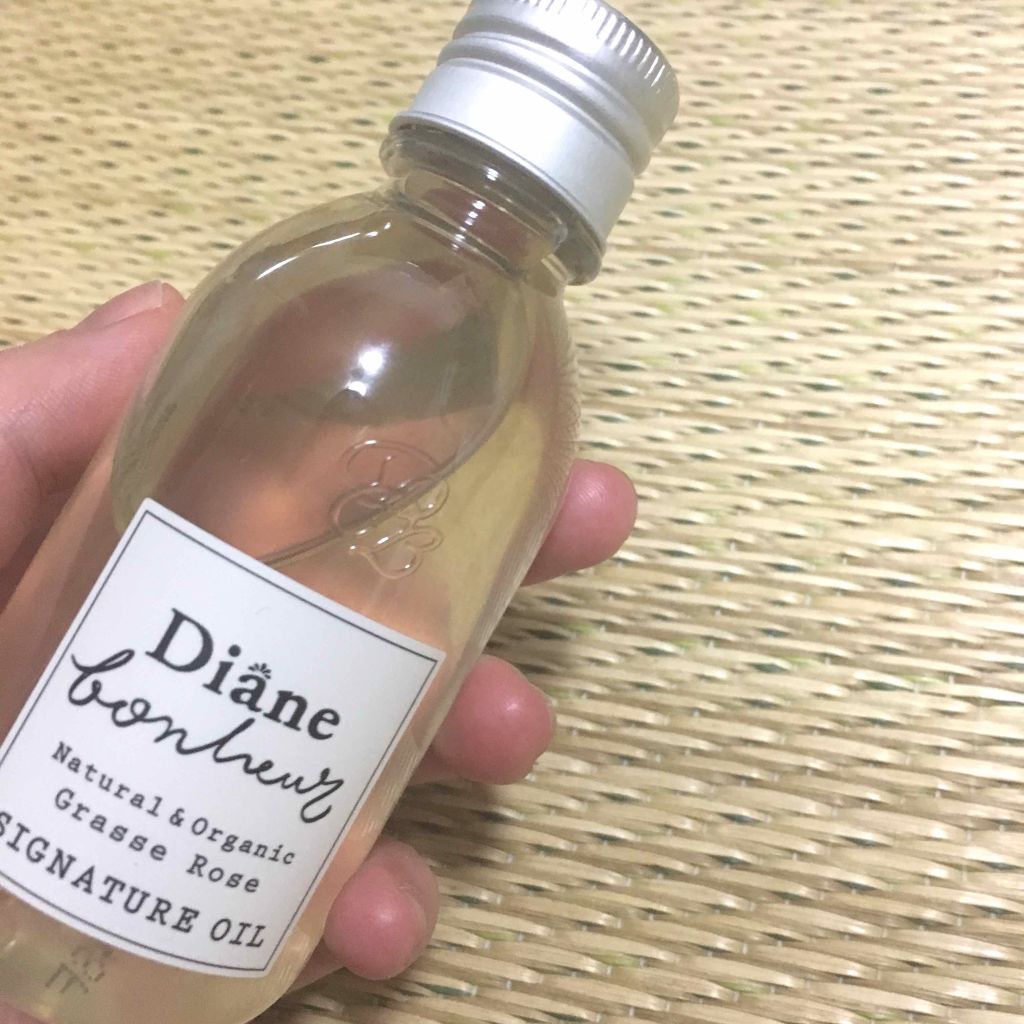 Diane
bonheur
Natural & Organic
Grasse Rose
SIGNATURE OIL